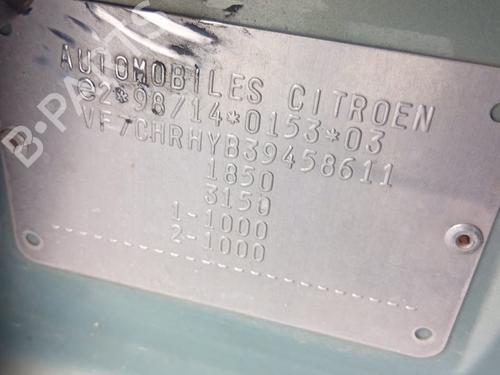 AUTOMOBILES CITROEN
e2*98/14*0153*03
VF7CHRHYB39458611
1850
3150
1-1000
2-1000
B-PARTS